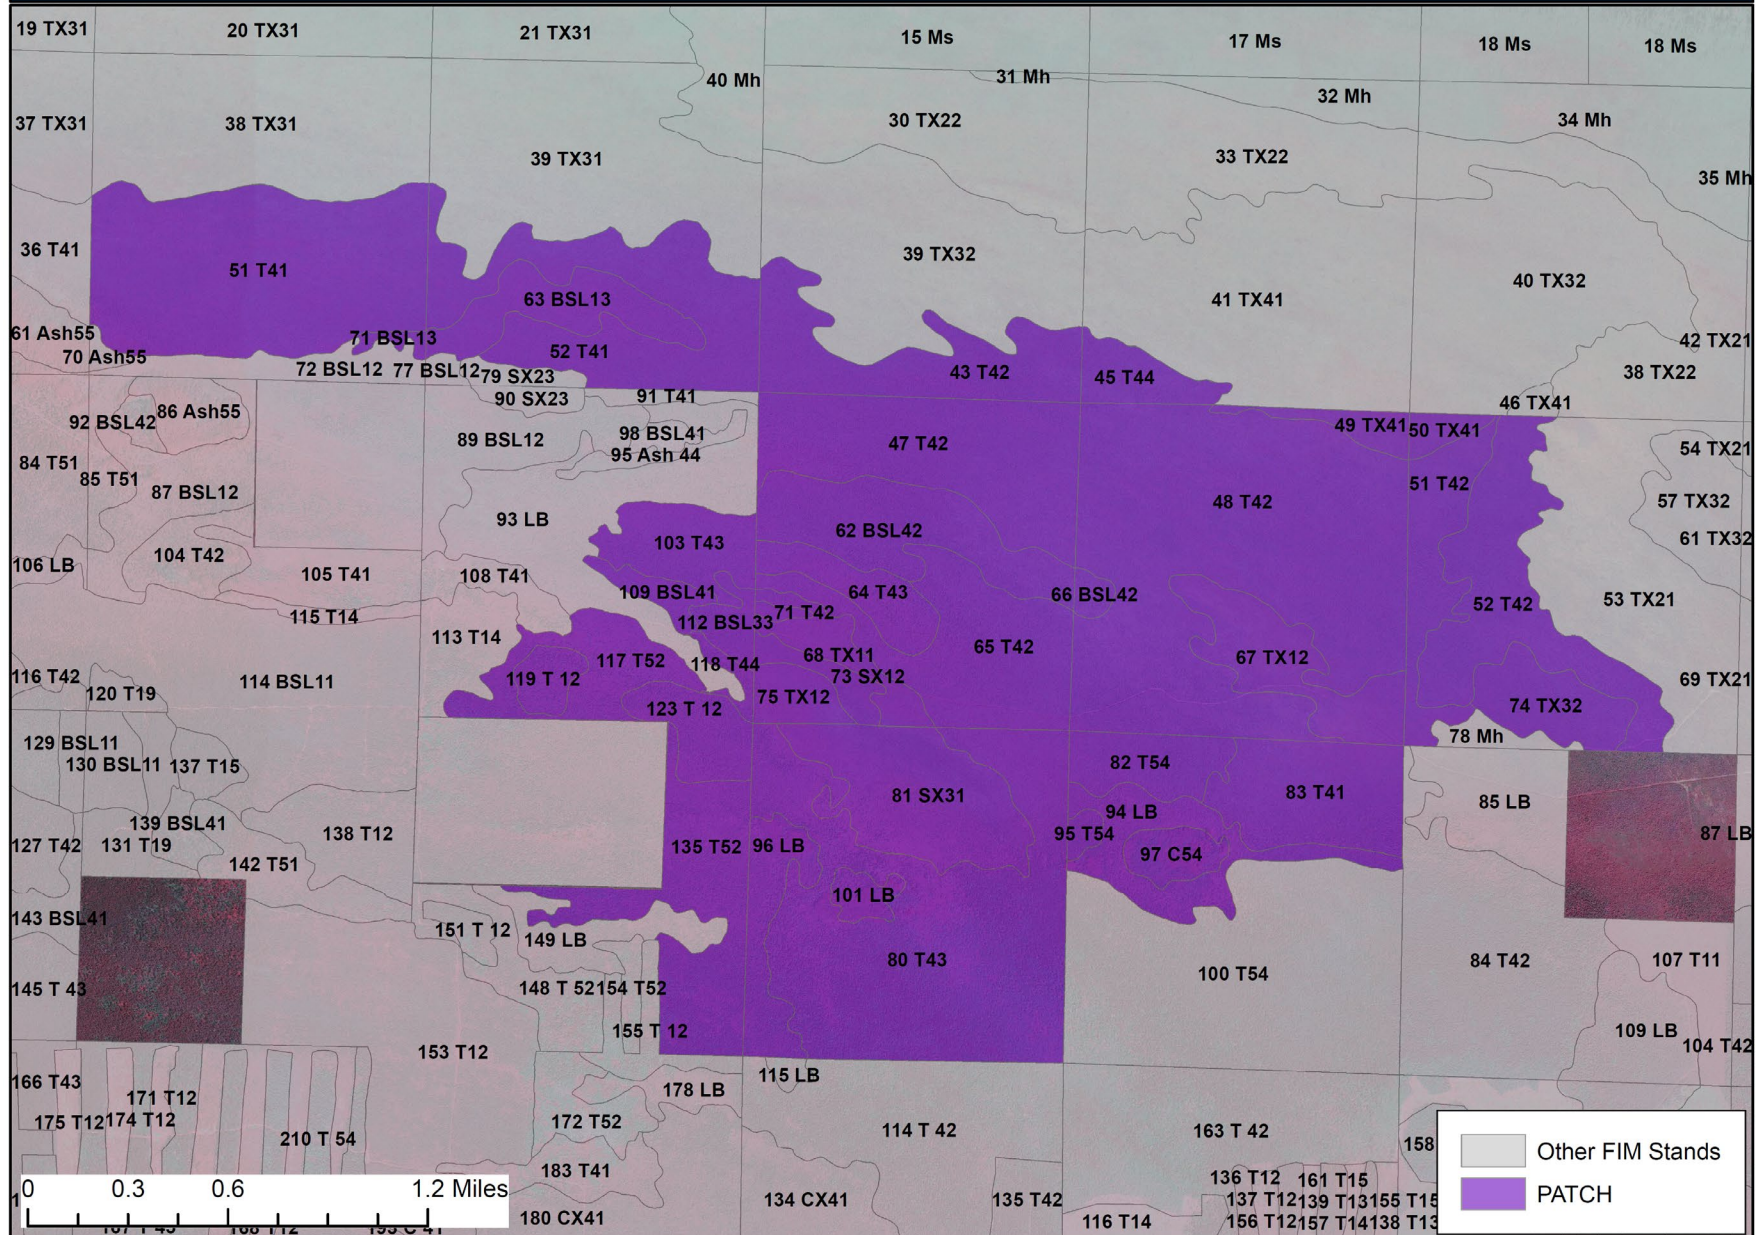 19 TX31
20 TX31
21 TX31
15 Ms
17 Ms
18 Ms
18 Ms
40 Mh
31 Mh
32 Mh
34 Mh
37 TX31
38 TX31
39 TX31
30 TX22
33 TX22
35 Mh
36 T41
51 T41
63 BSL13
39 TX32
41 TX41
40 TX32
61 Ash55
71 BSL13
52 T41
42 TX21
70 Ash55
72 BSL12
77 BSL12
79 SX23
43 T42
45 T44
38 TX22
90 SX23
91 T41
46 TX41
92 BSL42
86 Ash55
89 BSL12
98 BSL41
95 Ash 44
47 T42
49 TX41
50 TX41
54 TX21
84 T51
85 T51
87 BSL12
51 T42
48 T42
57 TX32
93 LB
103 T43
62 BSL42
61 TX32
106 LB
104 T42
105 T41
108 T41
109 BSL41
64 T43
66 BSL42
52 T42
53 TX21
115 T14
113 T14
112 BSL33
71 T42
65 T42
116 T42
120 T19
114 BSL11
119 T 12
117 T52
118 T44
68 TX11
73 SX12
67 TX12
69 TX21
123 T 12
75 TX12
74 TX32
78 Mh
129 BSL11
130 BSL11
137 T15
82 T54
83 T41
81 SX31
94 LB
85 LB
139 BSL41
127 T42
131 T19
138 T12
142 T51
135 T52
96 LB
95 T54
97 C54
87 LB
101 LB
143 BSL41
151 T 12
149 LB
80 T43
100 T54
84 T42
107 T11
145 T 43
148 T 52
154 T52
155 T 12
109 LB
104 T42
153 T12
166 T43
171 T12
175 T12
174 T12
210 T 54
178 LB
115 LB
172 T52
114 T 42
163 T 42
158
183 T41
180 CX41
134 CX41
135 T42
116 T14
136 T12
161 T15
137 T12
139 T13
155 T15
156 T12
157 T14
138 T13
0 0.3 0.6 1.2 Miles
167 T 43
168 T12
195 C 41
Other FIM Stands
PATCH